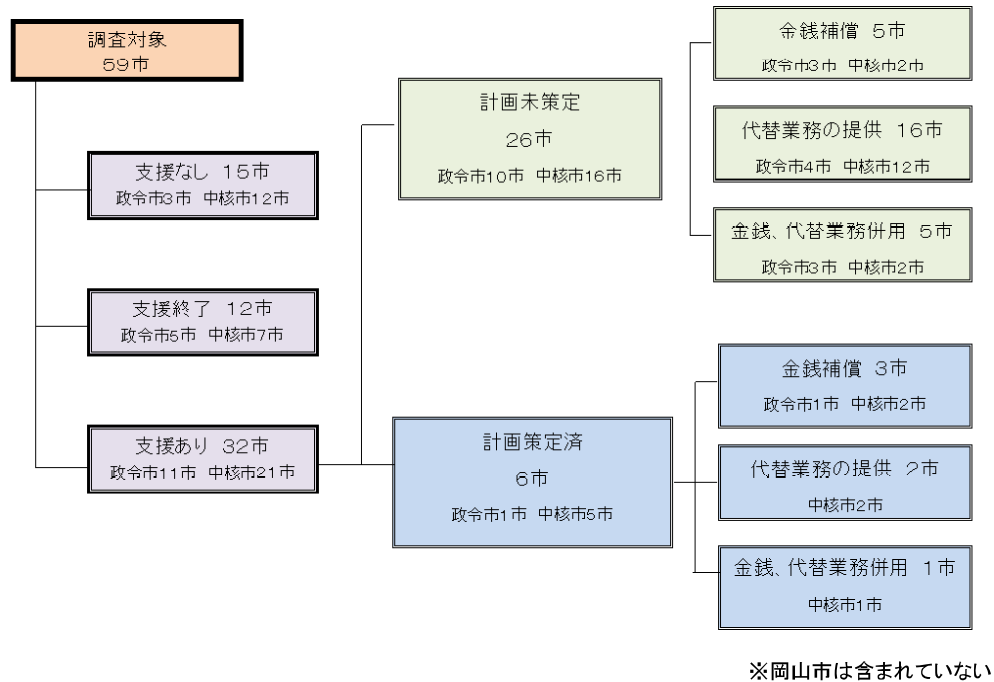 調査対象
59市
支援なし 15市
政令市3市 中核市12市
支援終了 12市
政令市5市 中核市7市
支援あり 32市
政令市11市 中核市21市
計画未策定
26市
政令市10市 中核市16市
計画策定済
6市
政令市1市 中核市5市
金銭補償 5市
政令市3市 中核市2市
代替業務の提供 16市
政令市4市 中核市12市
金銭、代替業務併用 5市
政令市3市 中核市2市
金銭補償 3市
政令市1市 中核市2市
代替業務の提供 2市
中核市2市
金銭、代替業務併用 1市
中核市1市
※岡山市は含まれていない